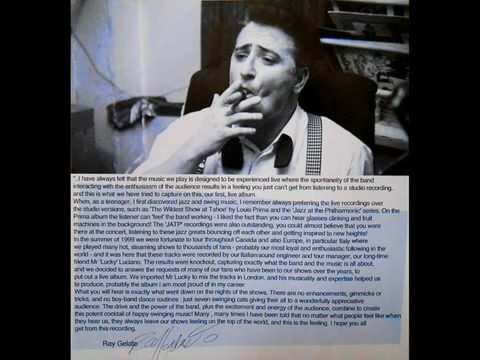 "..I have always felt that the music we play is designed to be experienced live where the spontaneity of the band
interacting with the enthusiasm of the audience results in a feeling you just can't get from listening to a studio recording,
and this is what we have tried to capture on this, our first, live album.
When, as a teenager, I first discovered jazz and swing music, I remember always preferring the live recordings over
the studio versions, such as 'The Wildest Show at Tahoe' by Louis Prima and the 'Jazz at the Philharmonic' series. On the
Prima album the listener can 'feel' the band working - I liked the fact than you can hear glasses clinking and fruit
machines in the background! The 'JATP' recordings were also outstanding, you could almost believe that you were
there at the concert, listening to these jazz greats bouncing off each other and getting inspired to new heights!
In the summer of 1999 we were fortunate to tour throughout Canada and also Europe, in particular Italy where
we played many hot, steaming shows to thousands of fans - probably our most loyal and enthusiastic following in the
world - and it was here that these tracks were recorded by our Italian sound engineer and tour manager, our long-time
friend Mr 'Lucky' Luciano. The results were knockout, capturing exactly what the band and the music is all about,
and we decided to answer the requests of many of our fans who have been to our shows over the years, to
put out a live album. We imported Mr Lucky to mix the tracks in London, and his musicality and expertise helped us
to produce, probably the album I am most proud of in my career
What you will hear is exactly what went down on the nights of the shows. There are no enhancements, gimmicks or
tricks, and no boy-band dance routines : just seven swinging cats giving their all to a wonderfully appreciative
audience. The drive and the power of the band, plus the excitement and energy of the audience, combine to create
this potent cocktail of happy swinging music! Many , many times I have been told that no matter what people feel like when
they hear us, they always leave our shows feeling on the top of the world, and this is the feeling I hope you all
get from this recording.
Ray Gelato